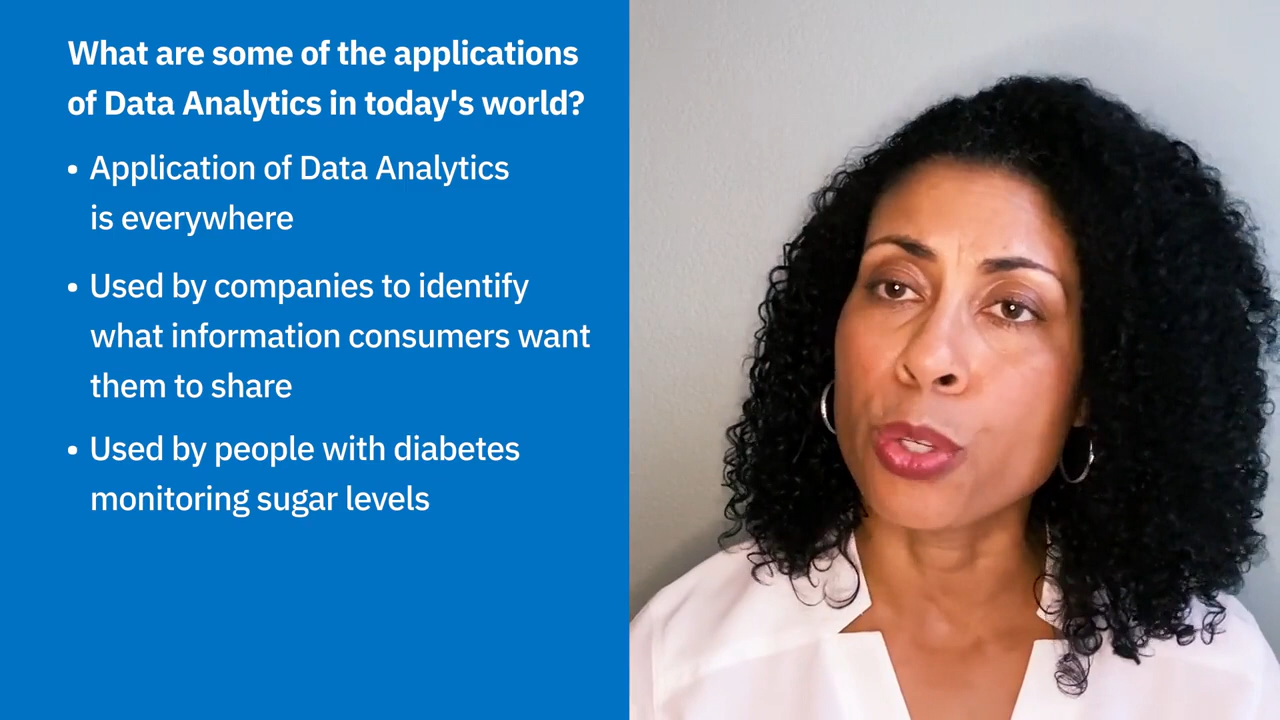 What are some of the applications
of Data Analytics in today's world?
• Application of Data Analytics
is everywhere
• Used by companies to identify
what information consumers want
them to share
• Used by people with diabetes
monitoring sugar levels